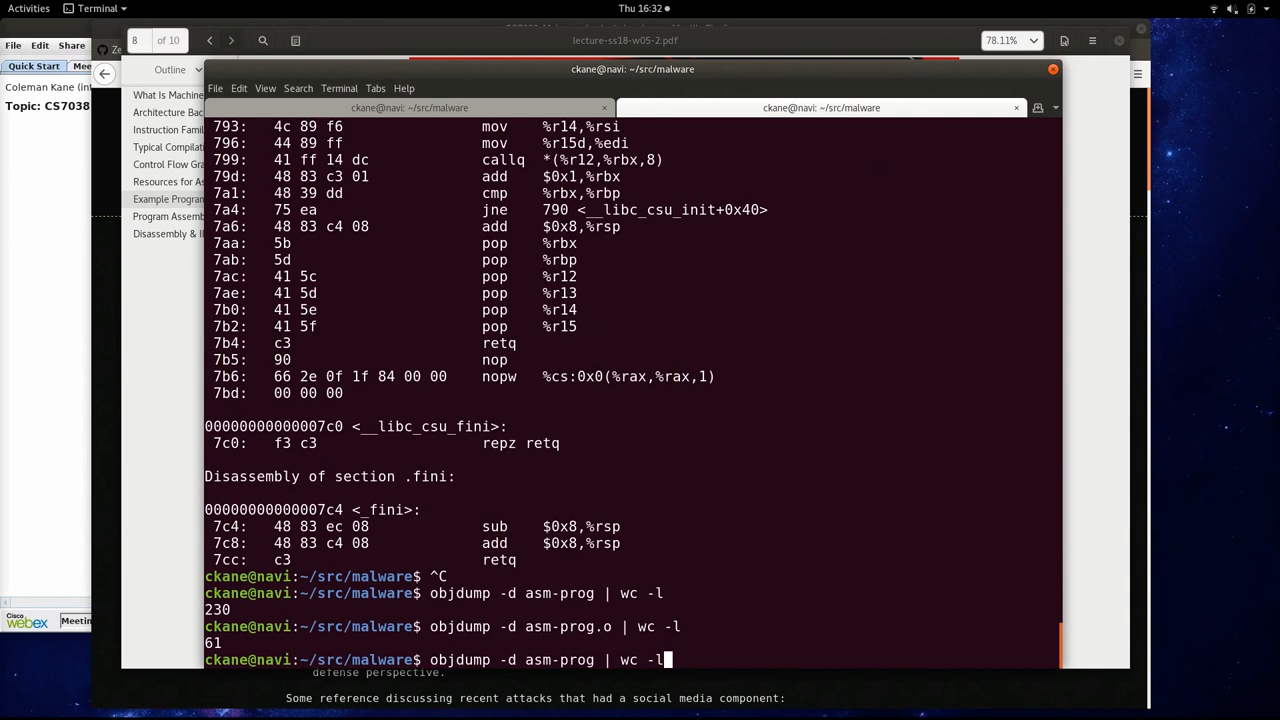 Activities Terminal Thu 16:32
8 of 10 lecture-ss18-w05-2.pdf 78.11%
File Edit Share
Quick Start Mee
Coleman Kane (int
Topic: CS7038
Outline
What Is Machine
Architecture Bac
Instruction Famil
Typical Compilati
Control Flow Gra
Resources for As
Example Program
Program Assemb
Disassembly & I
ckane@navi: ~/src/malware
File Edit View Search Terminal Tabs Help
ckane@navi: ~/src/malware × ckane@navi: ~/src/malware ×
793: 4c 89 f6 mov %r14,%rsi
796: 44 89 ff mov %r15d,%edi
799: 41 ff 14 dc callq *(%r12,%rbx,8)
79d: 48 83 c3 01 add $0x1,%rbx
7a1: 48 39 dd cmp %rbx,%rbp
7a4: 75 ea jne 790 <__libc_csu_init+0x40>
7a6: 48 83 c4 08 add $0x8,%rsp
7aa: 5b pop %rbx
7ab: 5d pop %rbp
7ac: 41 5c pop %r12
7ae: 41 5d pop %r13
7b0: 41 5e pop %r14
7b2: 41 5f pop %r15
7b4: c3 retq
7b5: 90 nop
7b6: 66 2e 0f 1f 84 00 00 nopw %cs:0x0(%rax,%rax,1)
7bd: 00 00 00
00000000000007c0 <__libc_csu_fini>:
7c0: f3 c3 repz retq
Disassembly of section .fini:
00000000000007c4 <_fini>:
7c4: 48 83 ec 08 sub $0x8,%rsp
7c8: 48 83 c4 08 add $0x8,%rsp
7cc: c3 retq
ckane@navi:~/src/malware$ ^C
ckane@navi:~/src/malware$ objdump -d asm-prog | wc -l
230
ckane@navi:~/src/malware$ objdump -d asm-prog.o | wc -l
61
ckane@navi:~/src/malware$ objdump -d asm-prog | wc -l
CISCO
webex
Meetin
defense perspective.
Some reference discussing recent attacks that had a social media component: